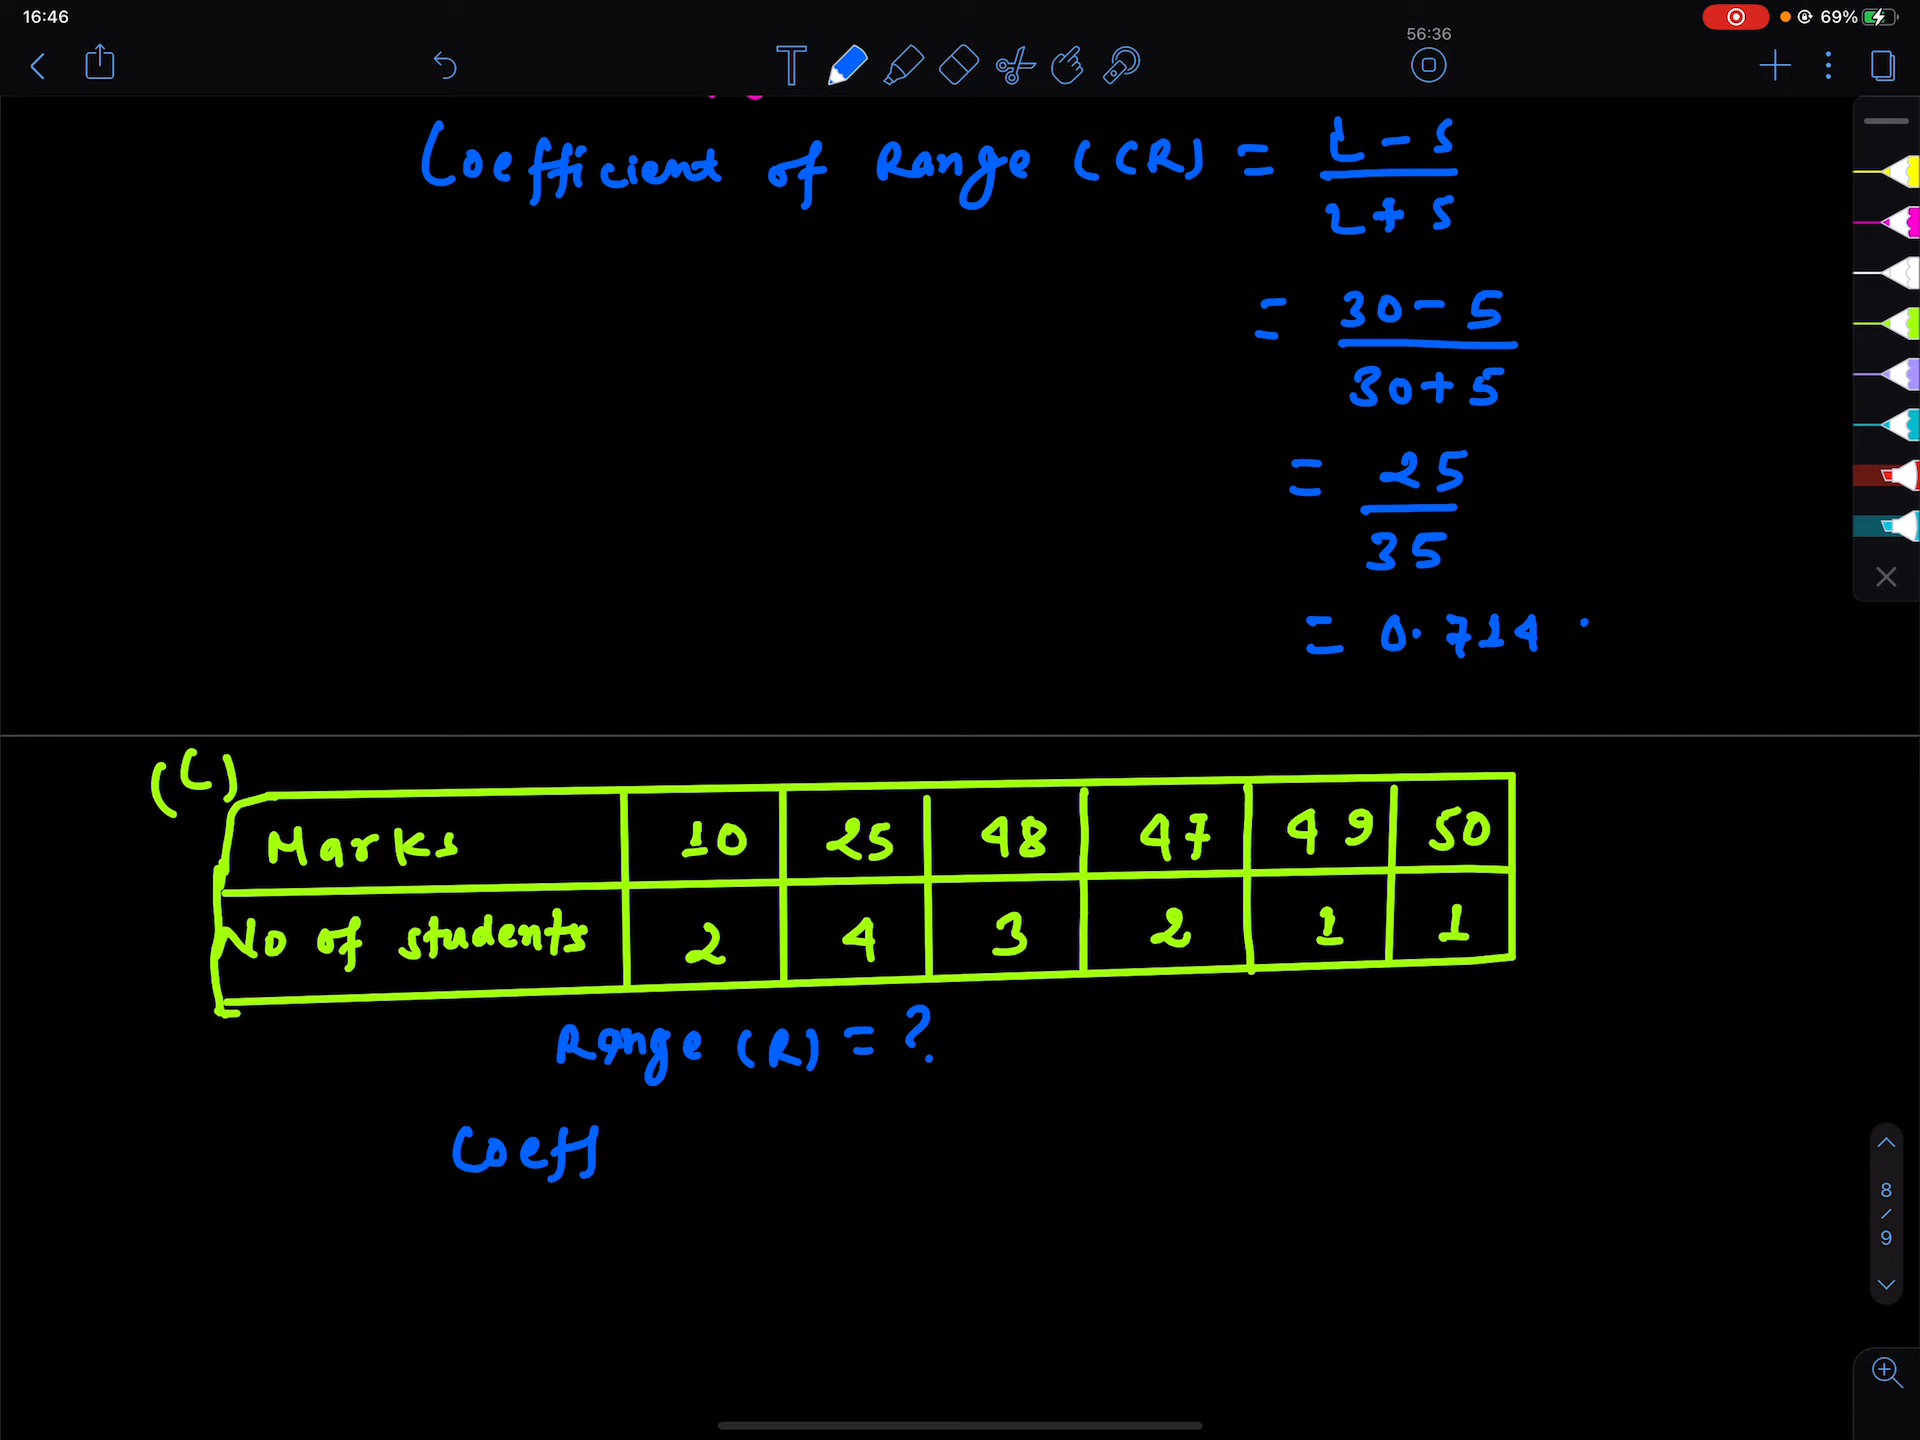 16:46
69%
56:36
Coefficient of Range (CR) = L - S / L + S
= 30 - 5 / 30 + 5
= 25 / 35
= 0.714
(C)
Marks 10 25 48 47 49 50
No of students 2 4 3 2 1 1
Range (R) = ?
Coeff
8 / 9